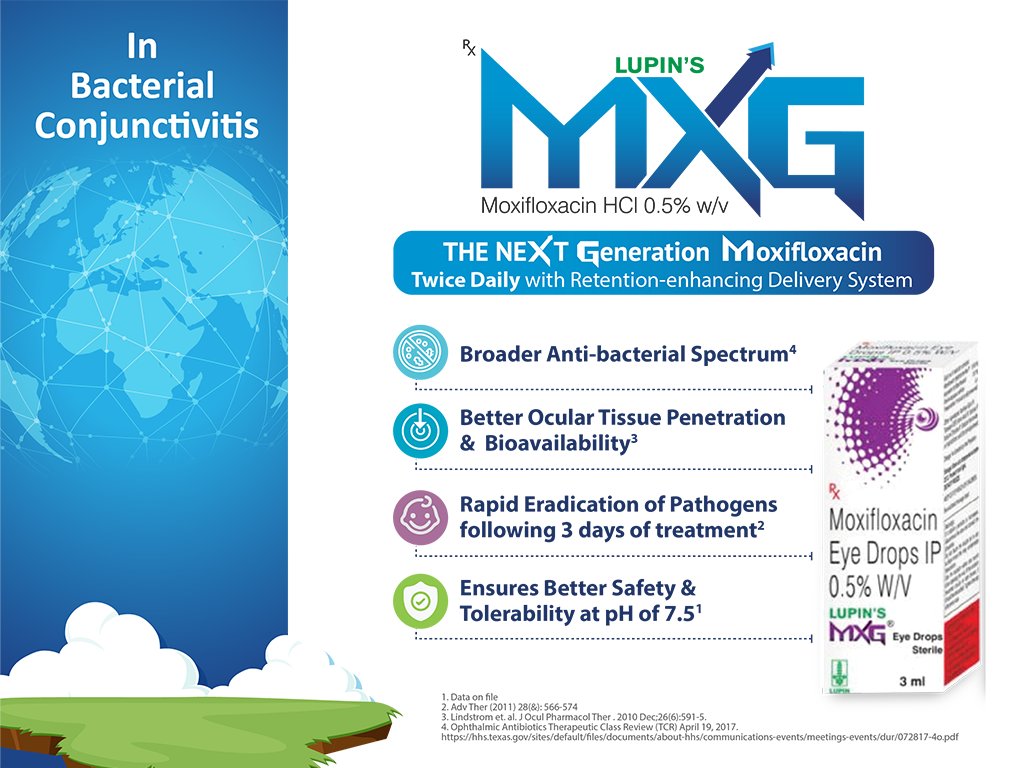 In
Bacterial
Conjunctivitis
Rx
LUPIN'S
MXG
Moxifloxacin HCl 0.5% w/v
THE NEXT Generation Moxifloxacin
Twice Daily with Retention-enhancing Delivery System
Broader Anti-bacterial Spectrum4
Better Ocular Tissue Penetration
& Bioavailability3
Rapid Eradication of Pathogens
following 3 days of treatment2
Ensures Better Safety &
Tolerability at pH of 7.51
Moxifloxacin Eye
Drops IP 0.5% W/V
Rx
Moxifloxacin
Eye Drops IP
0.5% W/V
LUPIN'S
MXG® Eye Drops
Sterile
LUPIN
3 ml
1. Data on file
2. Adv Ther (2011) 28(&): 566-574
3. Lindstrom et. al. J Ocul Pharmacol Ther . 2010 Dec;26(6):591-5.
4. Ophthalmic Antibiotics Therapeutic Class Review (TCR) April 19, 2017.
https://hhs.texas.gov/sites/default/files/documents/about-hhs/communications-events/meetings-events/dur/072817-4o.pdf